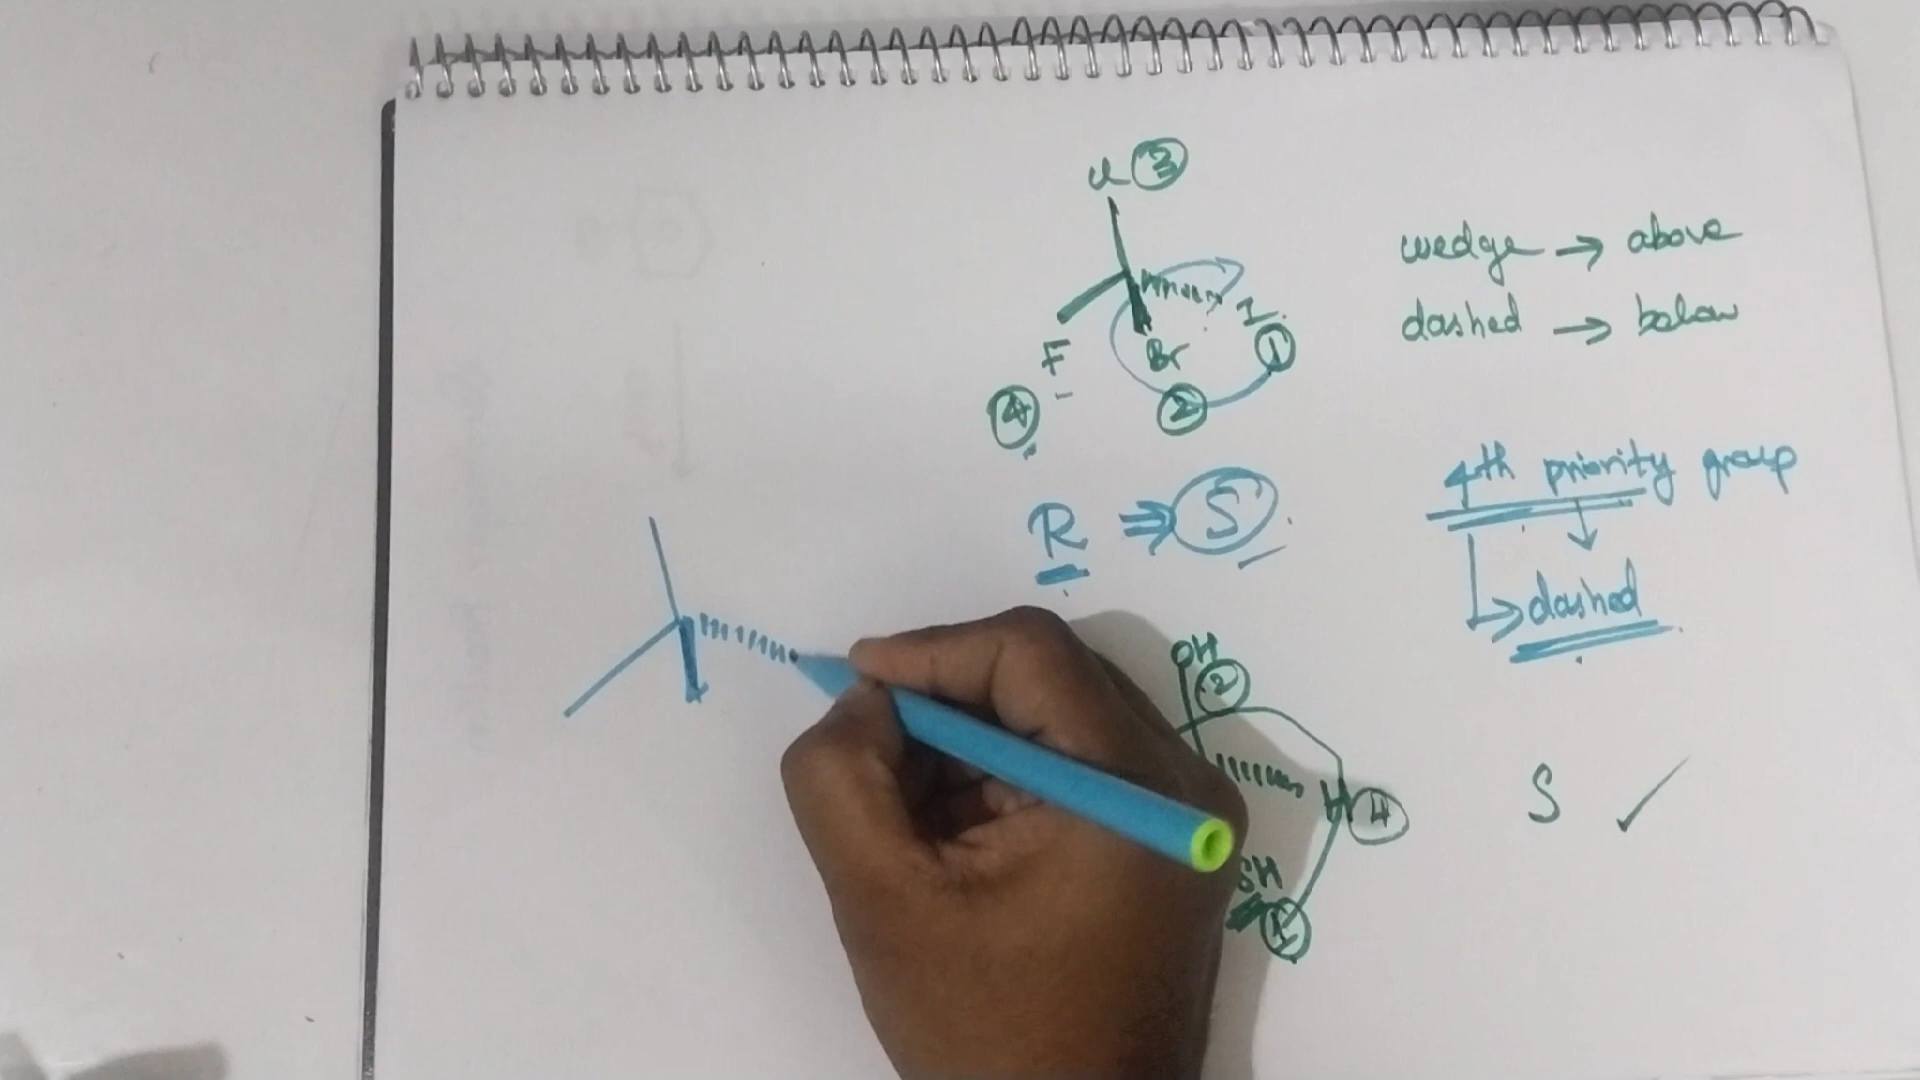 Cl ③
F Br I
④ ② ①
wedge → above
dashed → below
R ⇒ S
4th priority group
↳ dashed
OH ②
H ④
SH
①
S ✓